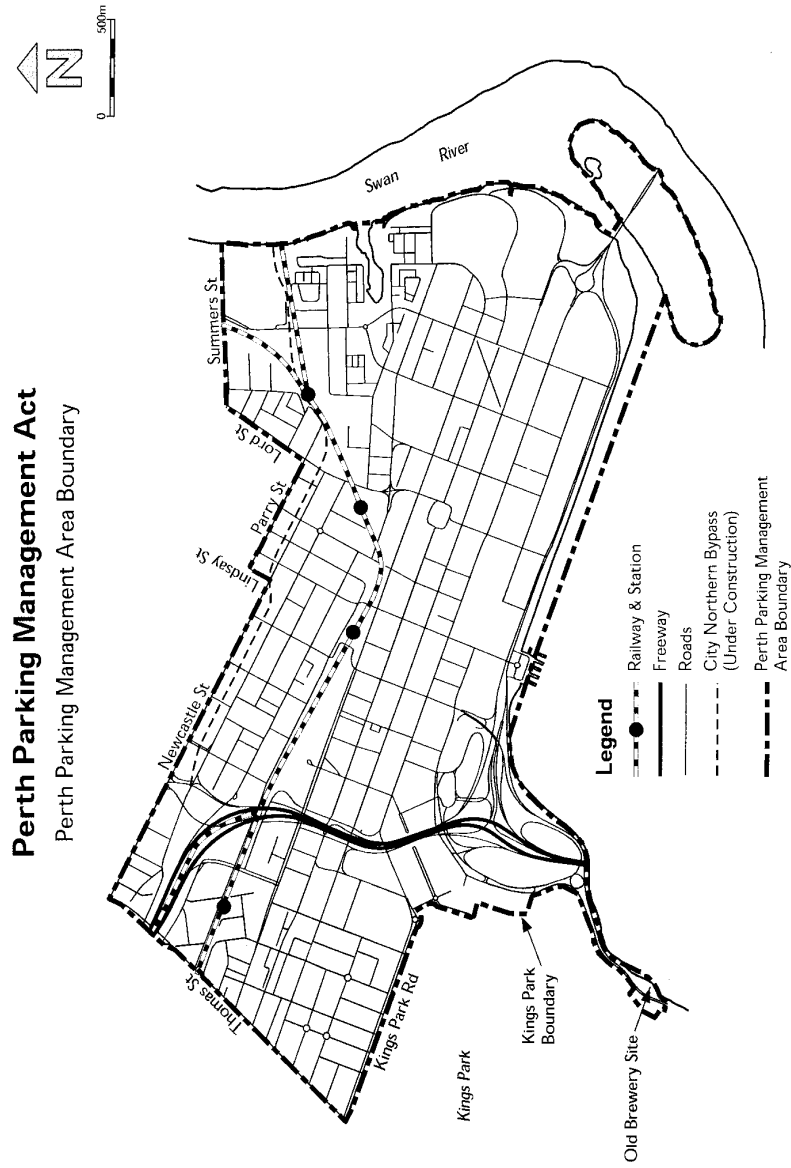 Perth Parking Management Act
Perth Parking Management Area Boundary
N
0 500m
Summers St
Lord St
Parry St
Lindsay St
Newcastle St
Thomas St
Kings Park Rd
Kings Park
Kings Park
Boundary
Old Brewery Site
Swan River
Legend
Railway & Station
Freeway
Roads
City Northern Bypass
(Under Construction)
Perth Parking Management
Area Boundary